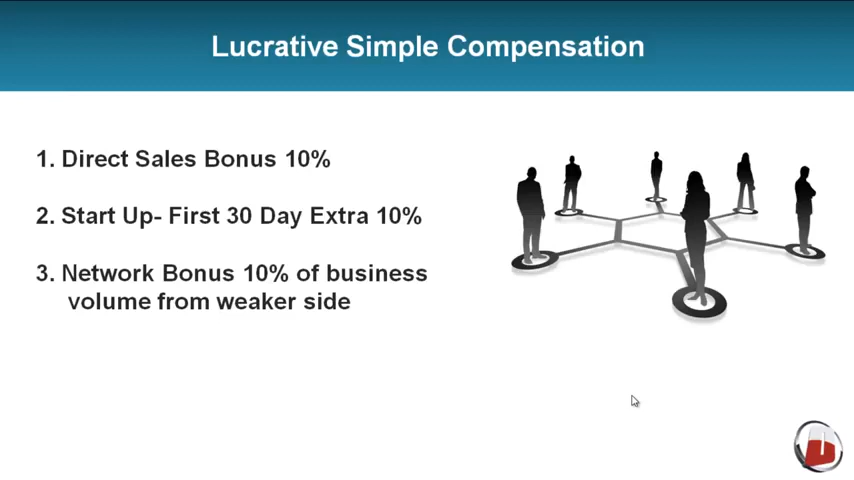 Lucrative Simple Compensation
1. Direct Sales Bonus 10%
2. Start Up- First 30 Day Extra 10%
3. Network Bonus 10% of business
volume from weaker side